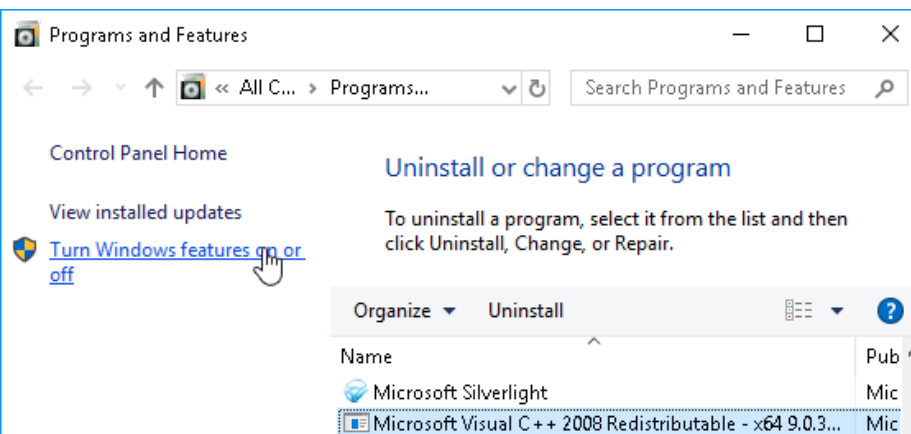 Programs and Features
« All C... > Programs...
Search Programs and Features
Control Panel Home
View installed updates
Turn Windows features on or
off
Uninstall or change a program
To uninstall a program, select it from the list and then
click Uninstall, Change, or Repair.
Organize Uninstall ?
Name Pub
Microsoft Silverlight Mic
Microsoft Visual C++ 2008 Redistributable - x64 9.0.3... Mic